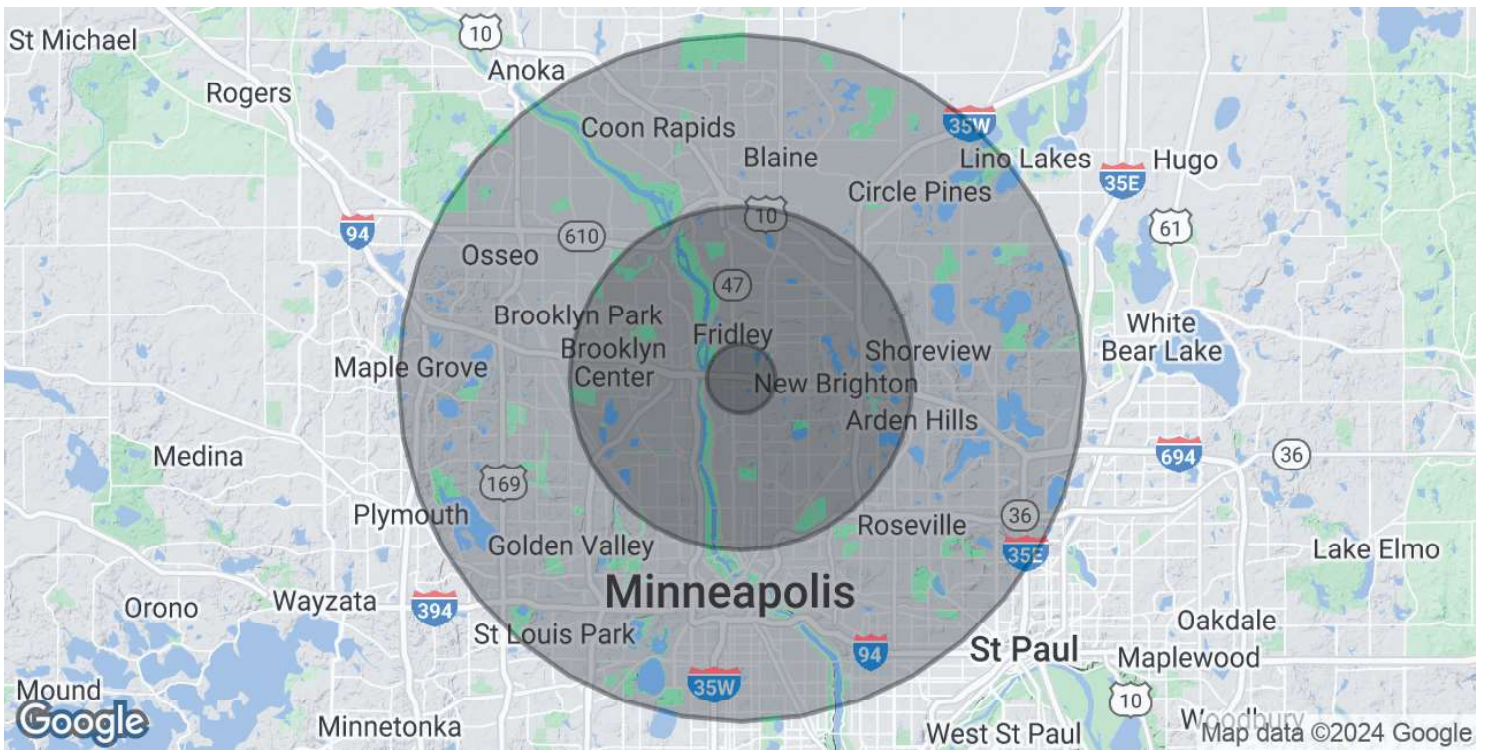 St Michael
10
Anoka
Rogers
Coon Rapids
35W
Blaine
Lino Lakes
Hugo
35E
Circle Pines
10
61
94
610
Osseo
47
Brooklyn Park
Fridley
White
Bear Lake
Brooklyn
Center
Shoreview
Maple Grove
New Brighton
Arden Hills
Medina
694
36
169
Plymouth
36
Roseville
Golden Valley
35E
Lake Elmo
Minneapolis
Orono
Wayzata
394
Oakdale
St Louis Park
94
St Paul
Maplewood
35W
Mound
10
Google
Minnetonka
West St Paul
Woodbury
Map data ©2024 Google